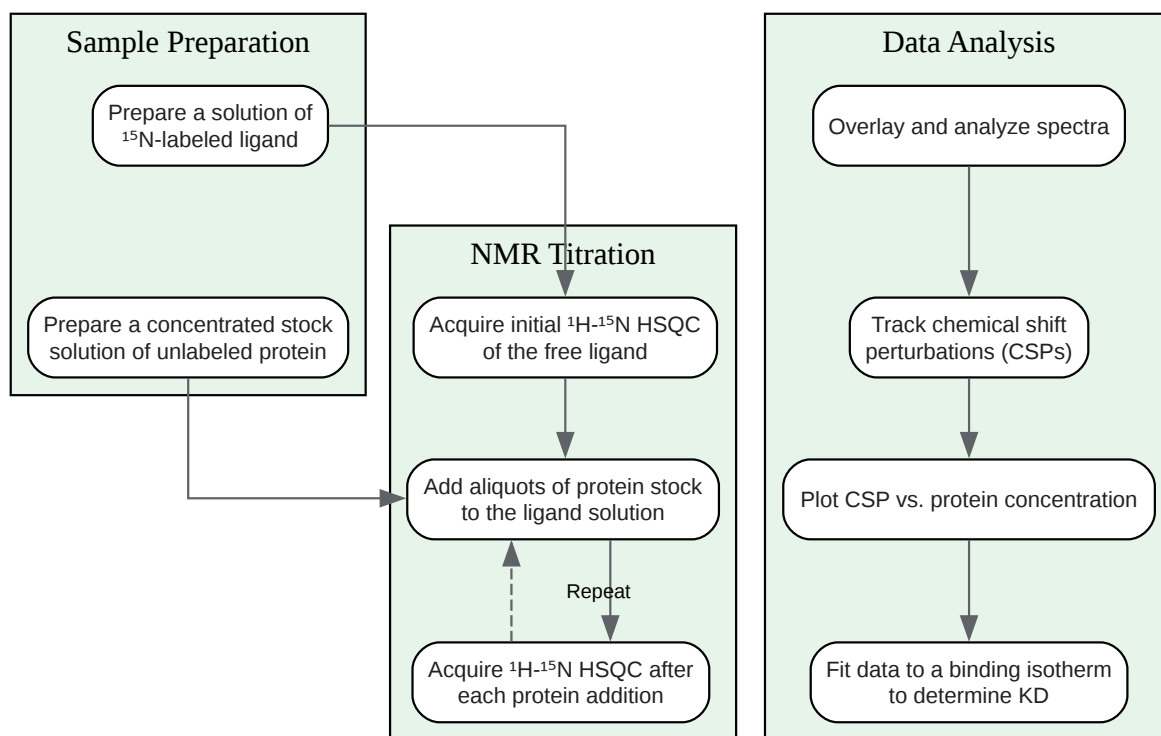 Sample Preparation
Prepare a solution of
¹⁵N-labeled ligand
Prepare a concentrated stock
solution of unlabeled protein
NMR Titration
Acquire initial ¹H-¹⁵N HSQC
of the free ligand
Add aliquots of protein stock
to the ligand solution
Repeat
Acquire ¹H-¹⁵N HSQC after
each protein addition
Data Analysis
Overlay and analyze spectra
Track chemical shift
perturbations (CSPs)
Plot CSP vs. protein concentration
Fit data to a binding isotherm
to determine KD